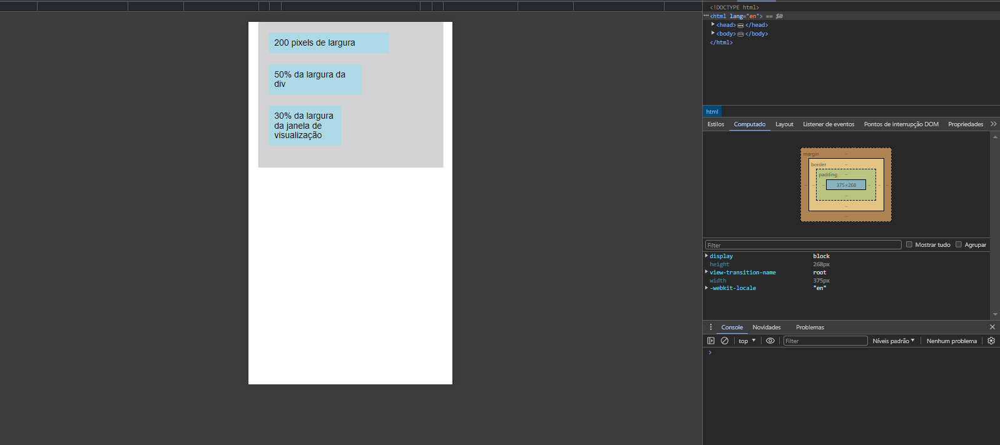 200 pixels de largura
50% da largura da
div
30% da largura
da janela de
visualização
<!DOCTYPE html>
<html lang="en"> == $0
<head> </head>
<body> </body>
</html>
html
Estilos Computado Layout Listener de eventos Pontos de interrupção DOM Propriedades
margin
border
padding
375×268
Filter Mostrar tudo Agrupar
display block
height 268px
view-transition-name root
width 375px
-webkit-locale "en"
Console Novidades Problemas
top Filter Níveis padrão Nenhum problema